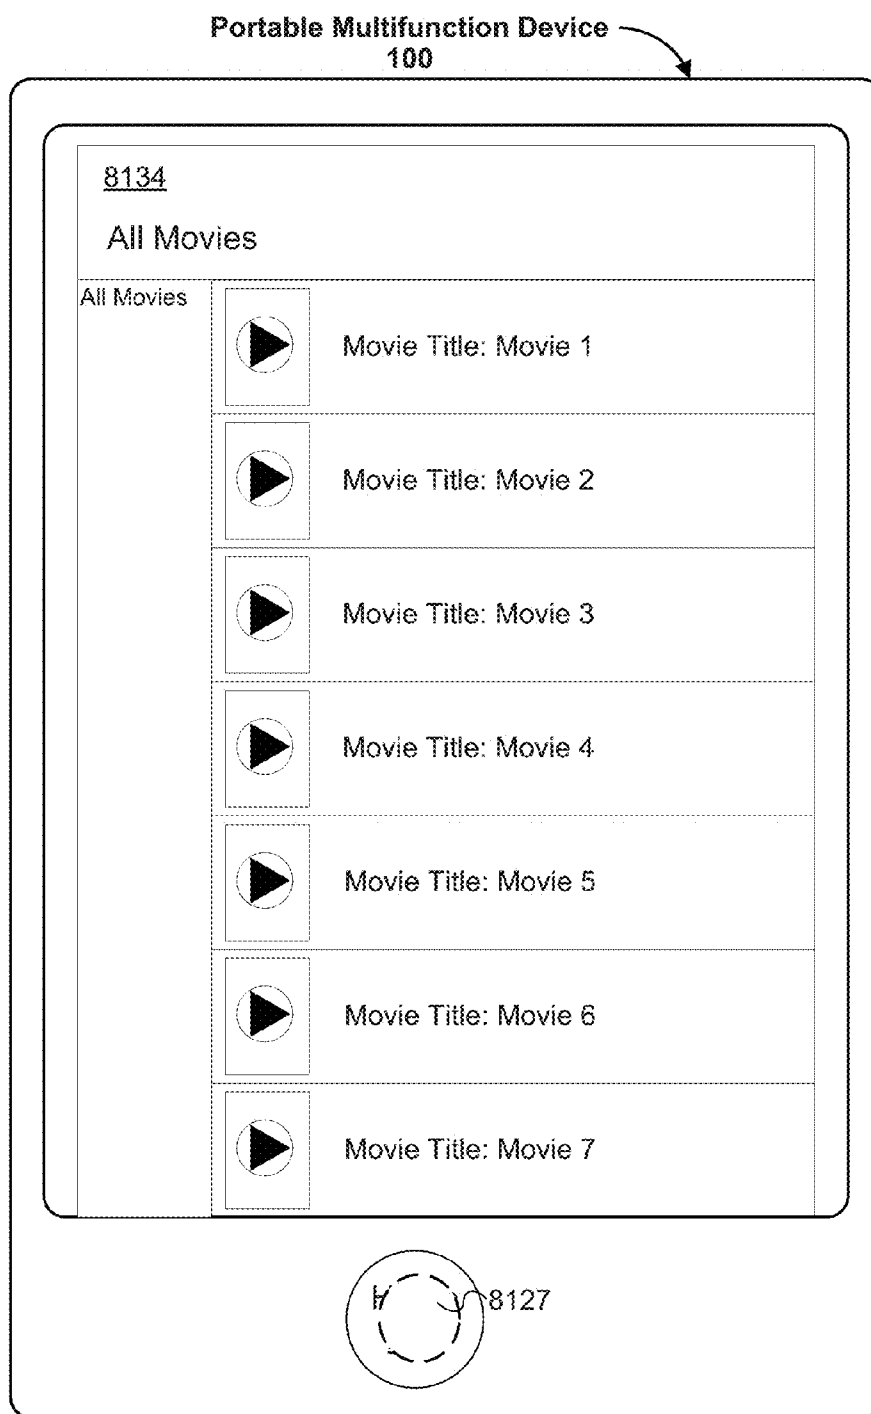 Portable Multifunction Device
100
8134
All Movies
All Movies
Movie Title: Movie 1
Movie Title: Movie 2
Movie Title: Movie 3
Movie Title: Movie 4
Movie Title: Movie 5
Movie Title: Movie 6
Movie Title: Movie 7
8127